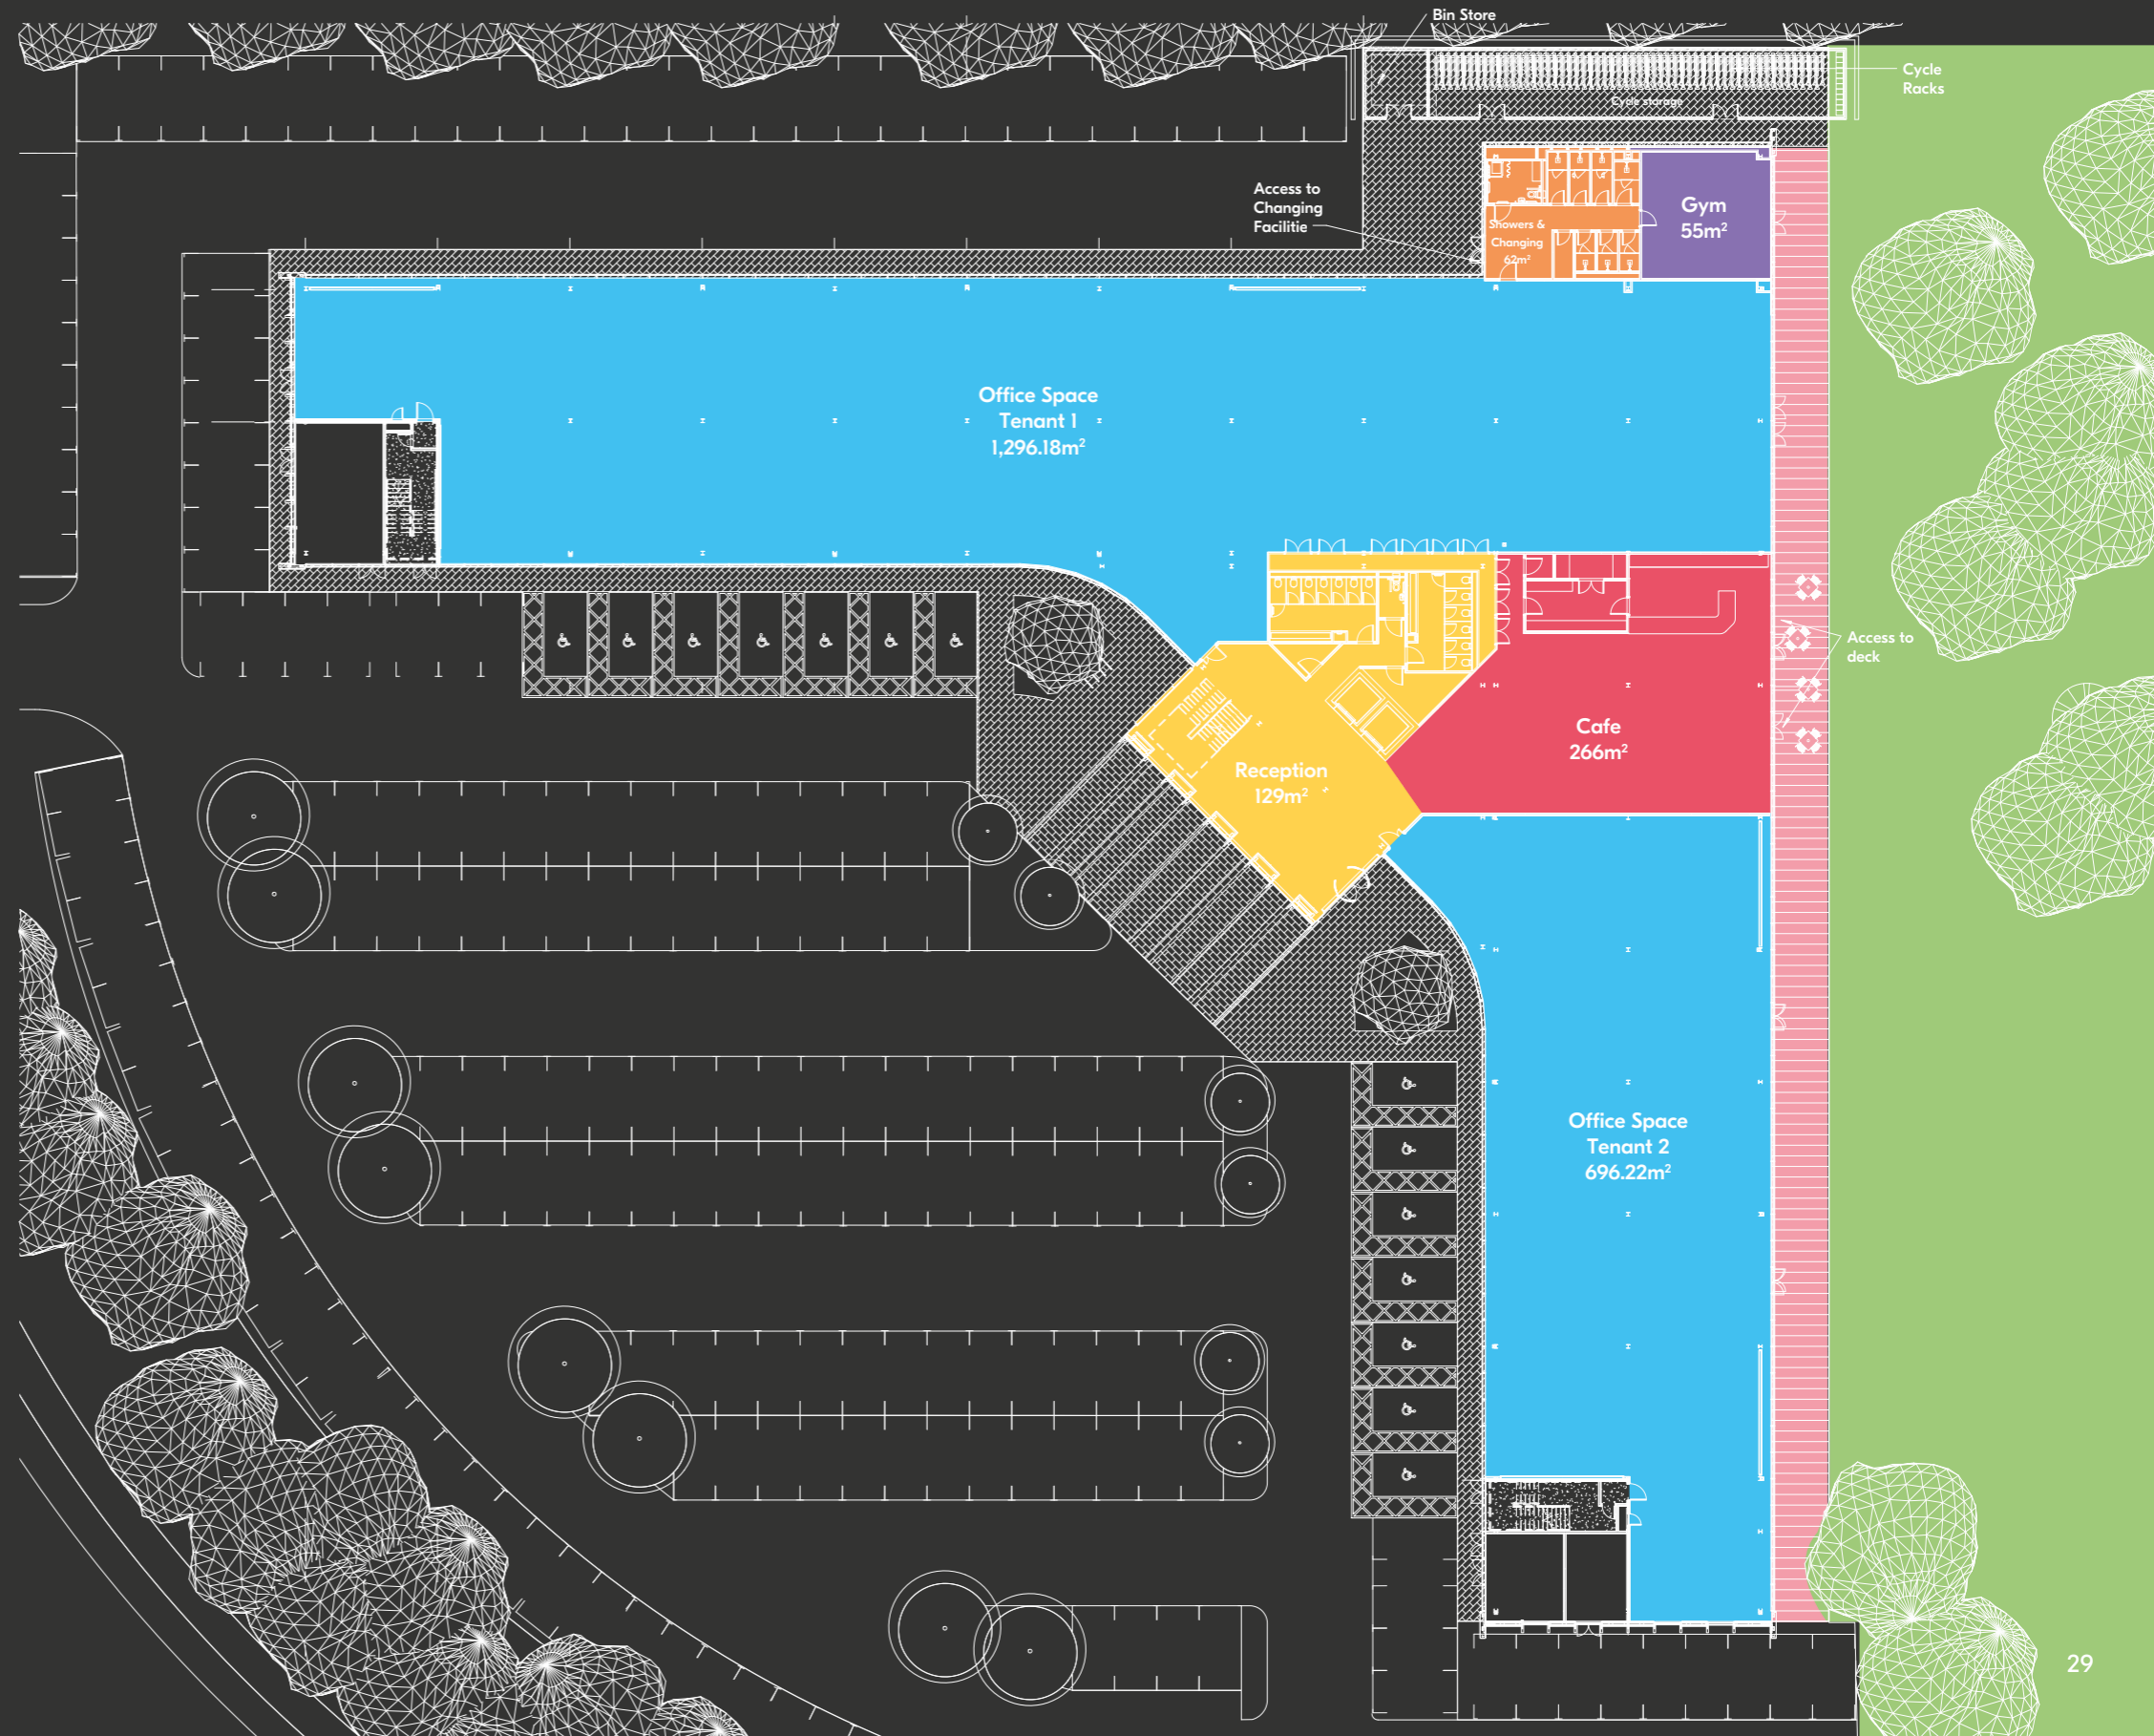 Bin Store
Cycle
Racks
Cycle storage
Access to
Changing
Facilitie
Gym
55m²
Showers &
Changing
62m²
Office Space
Tenant 1
1,296.18m²
Access to
deck
Cafe
266m²
Reception
129m²
Office Space
Tenant 2
696.22m²
29